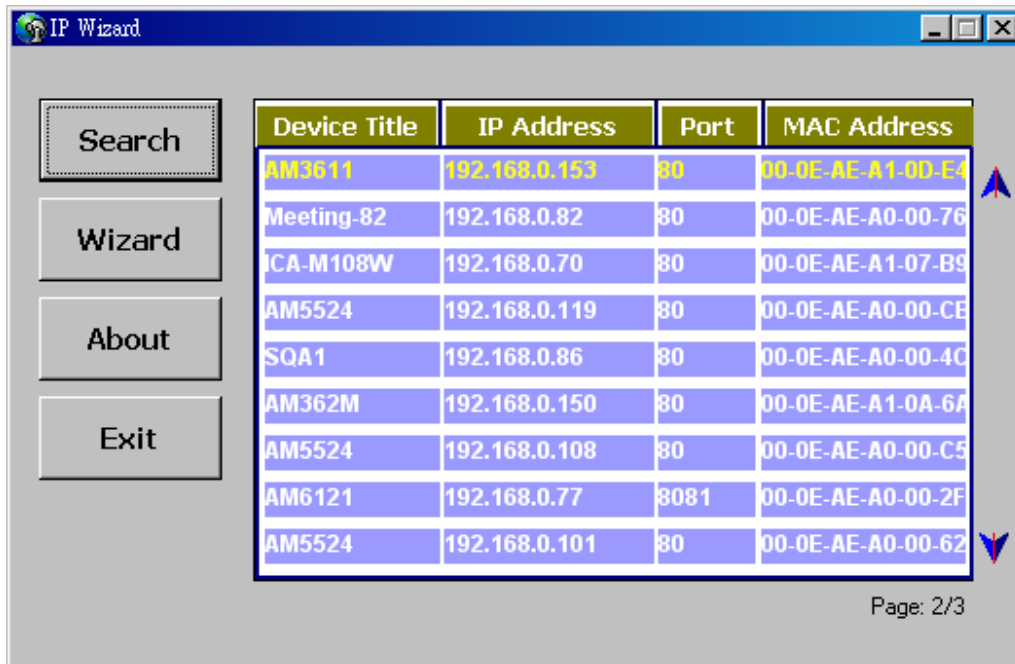 IP Wizard
Search
Wizard
About
Exit
Device Title IP Address Port MAC Address
AM3611 192.168.0.153 80 00-0E-AE-A1-0D-E4
Meeting-82 192.168.0.82 80 00-0E-AE-A0-00-76
ICA-M108W 192.168.0.70 80 00-0E-AE-A1-07-B9
AM5524 192.168.0.119 80 00-0E-AE-A0-00-CE
SQA1 192.168.0.86 80 00-0E-AE-A0-00-4C
AM362M 192.168.0.150 80 00-0E-AE-A1-0A-6A
AM5524 192.168.0.108 80 00-0E-AE-A0-00-C5
AM6121 192.168.0.77 8081 00-0E-AE-A0-00-2F
AM5524 192.168.0.101 80 00-0E-AE-A0-00-62
Page: 2/3